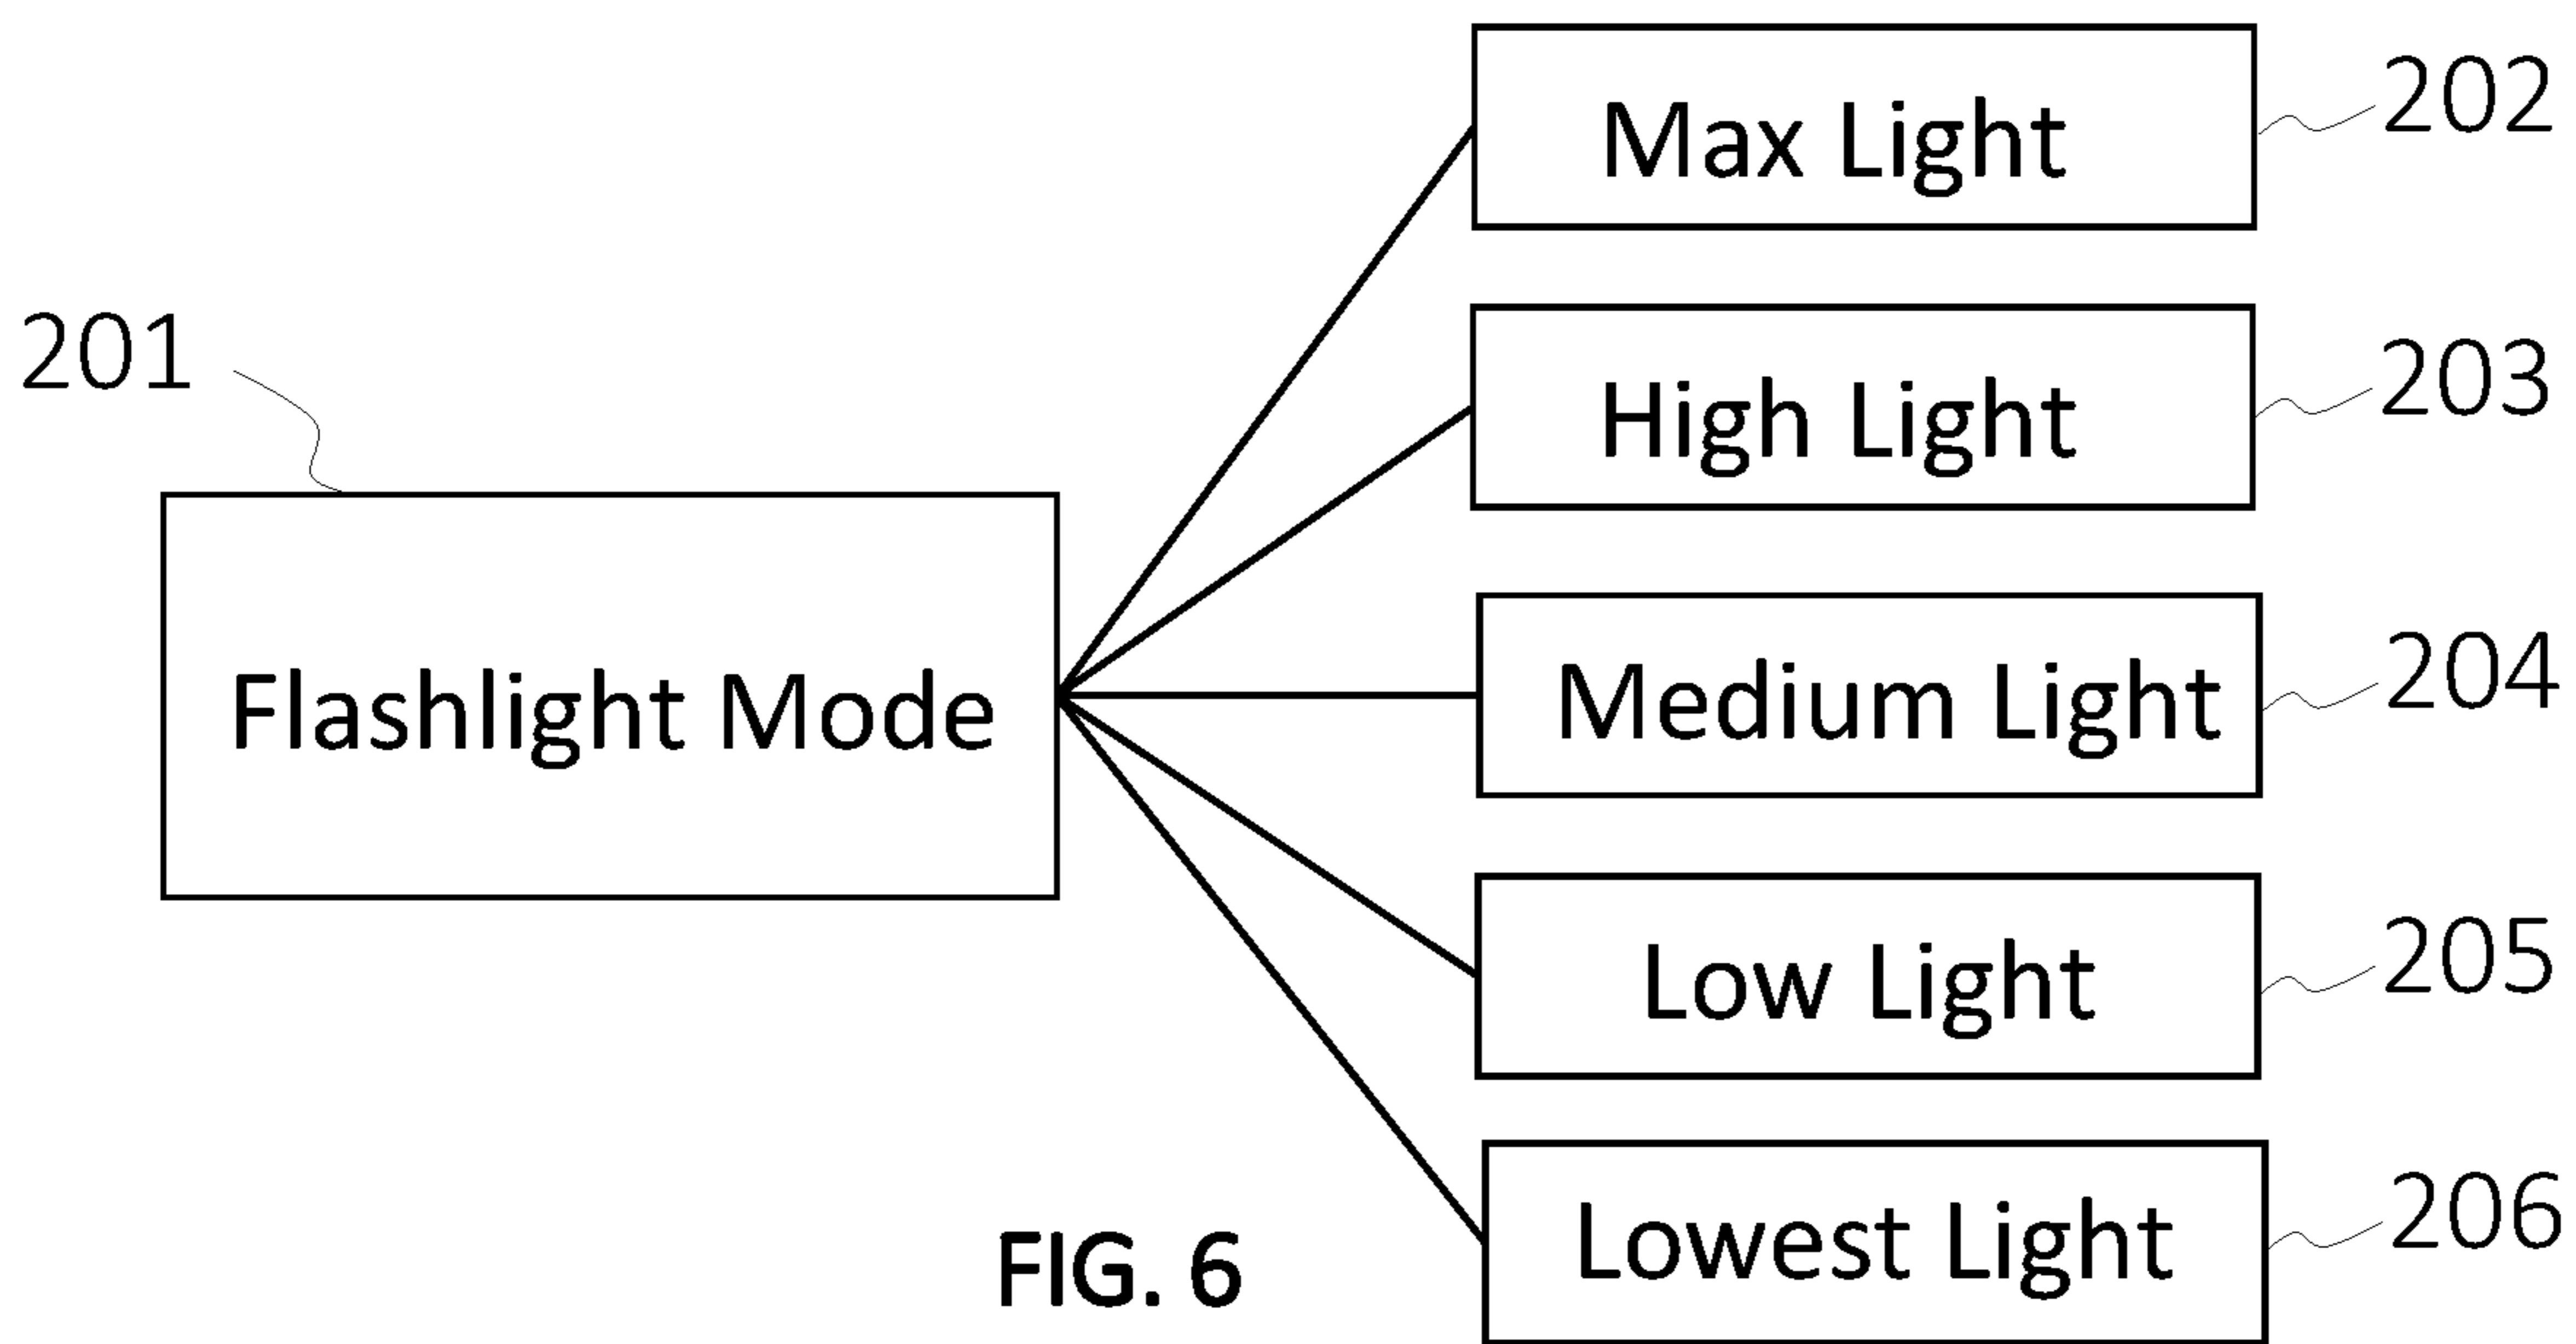 Max Light
202
201
High Light
203
Flashlight Mode
Medium Light
204
Low Light
205
Lowest Light
206
FIG. 6